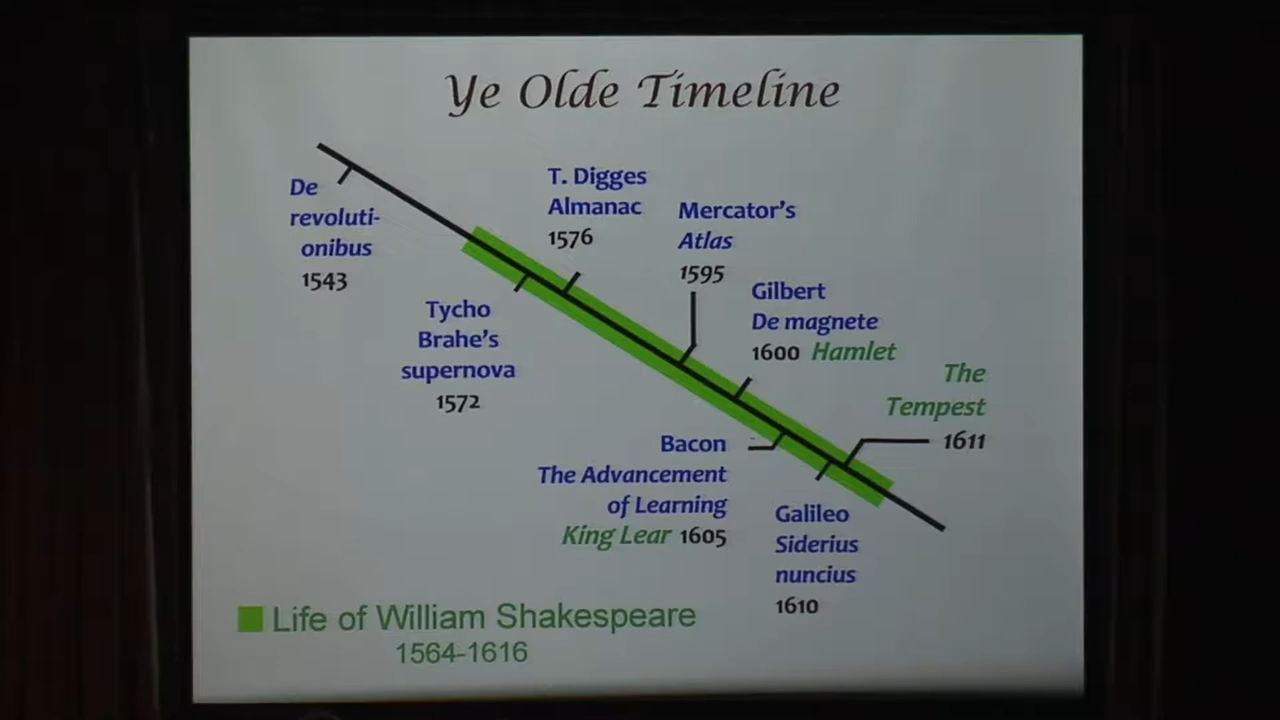 Ye Olde Timeline
De
revoluti-
onibus
1543
T. Digges
Almanac
1576
Mercator's
Atlas
1595
Tycho
Brahe's
supernova
1572
Gilbert
De magnete
1600 Hamlet
The
Tempest
1611
Bacon
The Advancement
of Learning
King Lear 1605
Galileo
Siderius
nuncius
1610
Life of William Shakespeare
1564-1616